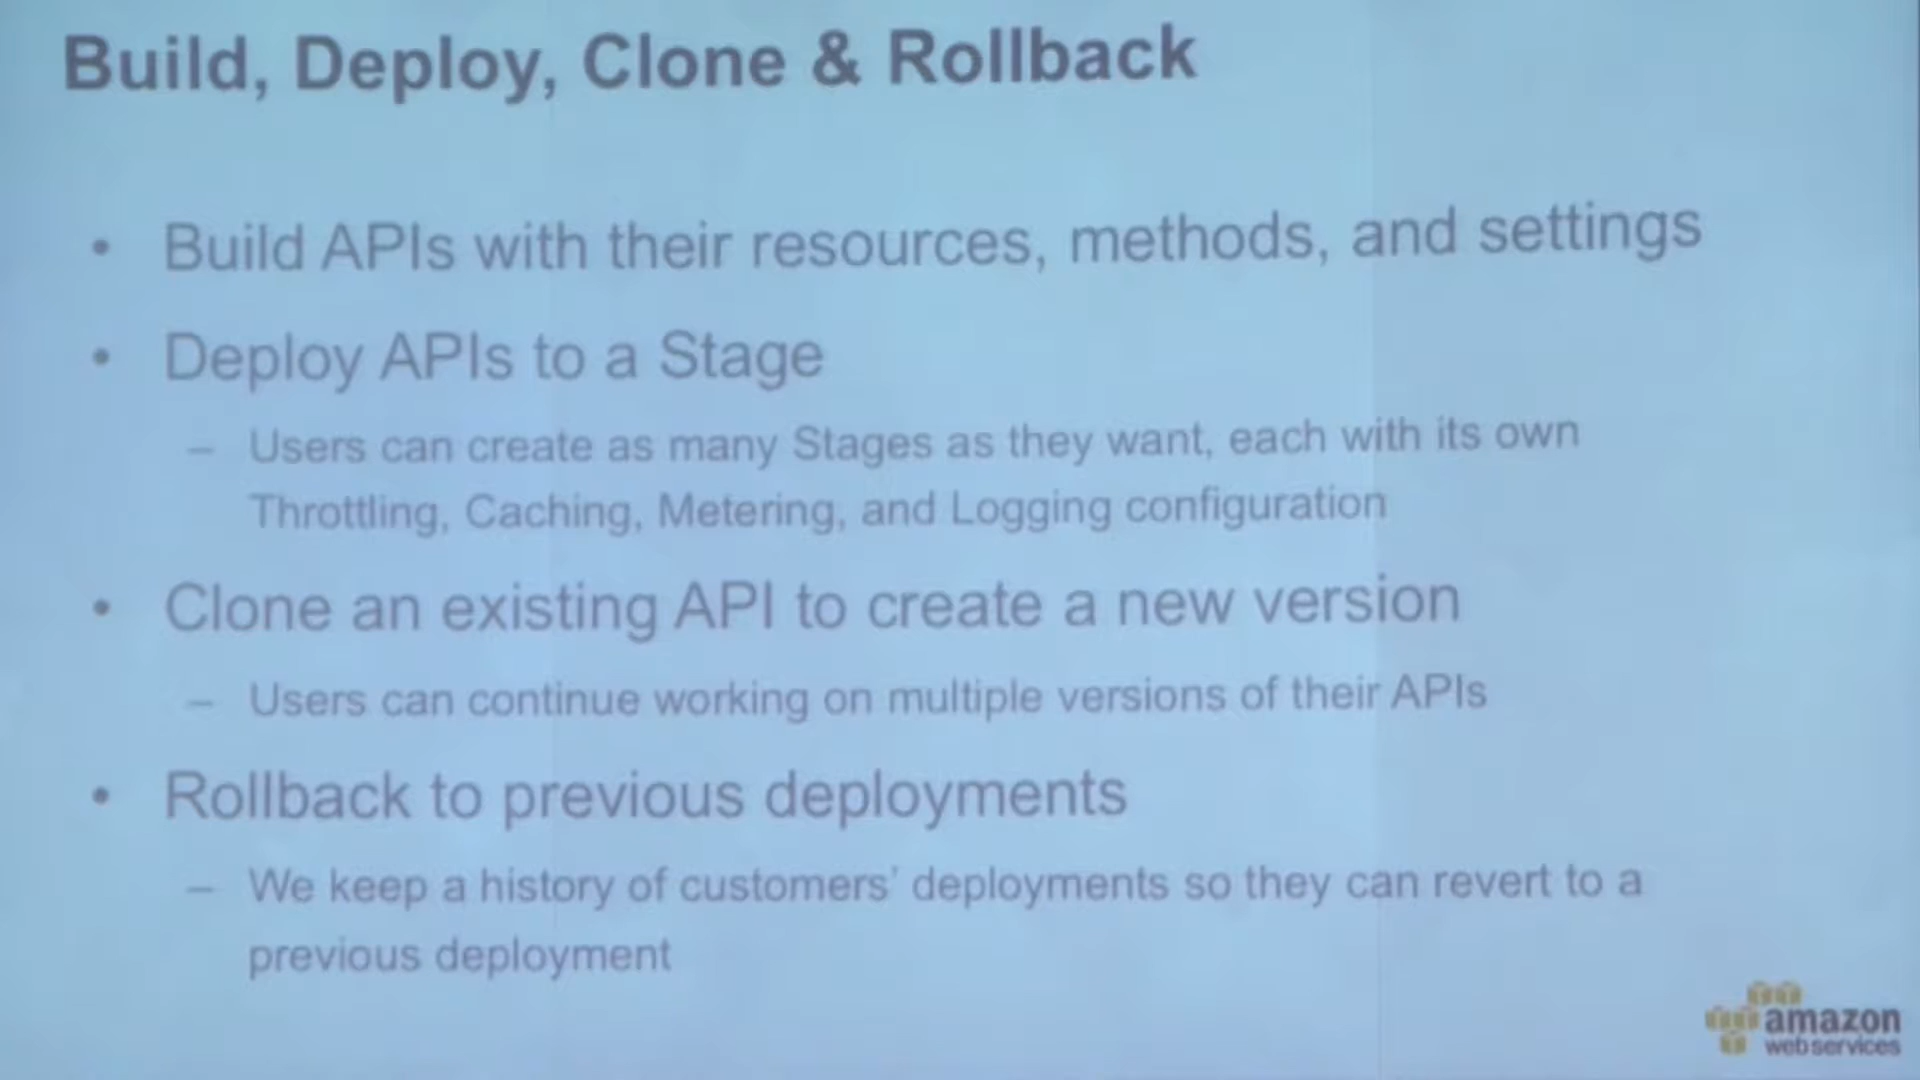 Build, Deploy, Clone & Rollback
• Build APIs with their resources, methods, and settings
• Deploy APIs to a Stage
– Users can create as many Stages as they want, each with its own
Throttling, Caching, Metering, and Logging configuration
• Clone an existing API to create a new version
– Users can continue working on multiple versions of their APIs
• Rollback to previous deployments
– We keep a history of customers' deployments so they can revert to a
previous deployment
amazon
webservices